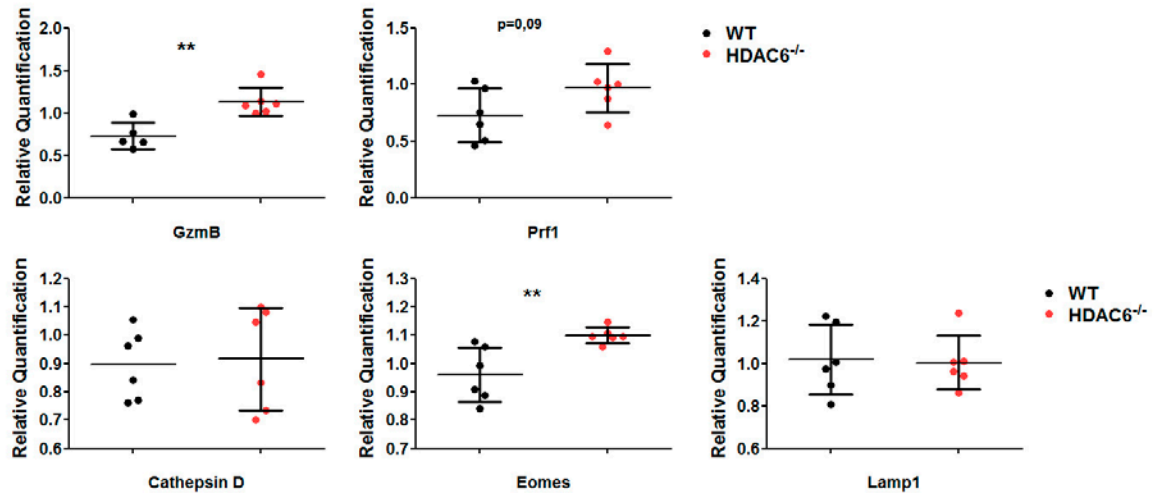 Relative Quantification
2.0
1.5
1.0
0.5
0.0
**
GzmB
Relative Quantification
1.5
1.0
0.5
0.0
p=0,09
Prf1
WT
HDAC6-/-
Relative Quantification
1.2
1.1
1.0
0.9
0.8
0.7
0.6
Cathepsin D
Relative Quantification
1.3
1.2
1.1
1.0
0.9
0.8
0.7
**
Eomes
Relative Quantification
1.4
1.2
1.0
0.8
0.6
Lamp1
WT
HDAC6-/-